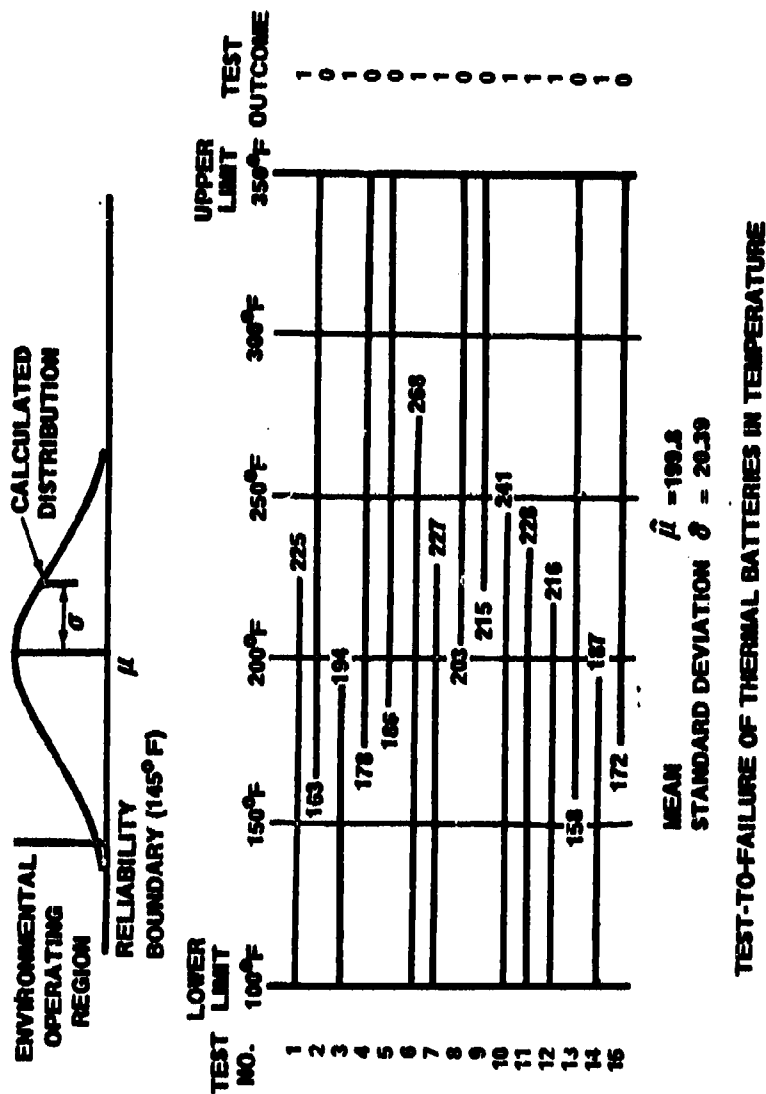 ENVIRONMENTAL
OPERATING
REGION
CALCULATED
DISTRIBUTION
σ
μ
RELIABILITY
BOUNDARY (145°F)
TEST NO.
LOWER LIMIT
UPPER LIMIT
TEST OUTCOME
100°F 150°F 200°F 250°F 300°F 350°F
1 225 1
2 163 0
3 194 1
4 178 0
5 186 0
6 268 1
7 227 1
8 203 0
9 215 0
10 241 1
11 228 1
12 216 1
13 158 0
14 1
15 172 0
MEAN μ̂ =199.8
STANDARD DEVIATION σ̂ = 20.39
TEST-TO-FAILURE OF THERMAL BATTERIES IN TEMPERATURE